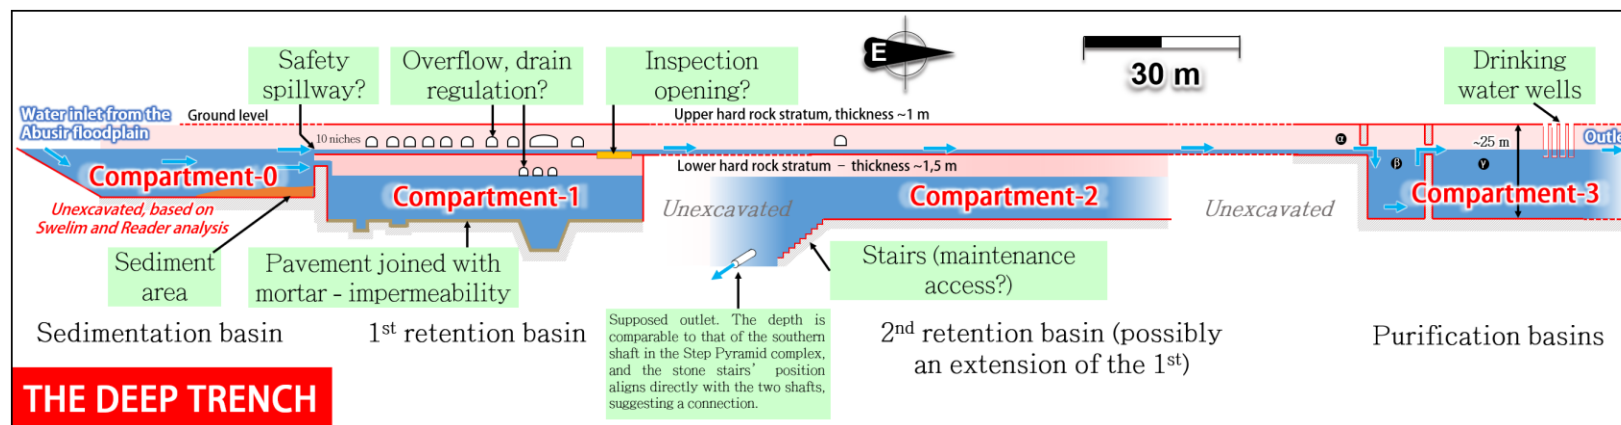 Safety
spillway?
Overflow, drain
regulation?
Inspection
opening?
E
30 m
Drinking
water wells
Water inlet from the
Abusir floodplain
Ground level
10 niches
Upper hard rock stratum, thickness ~1 m
Lower hard rock stratum – thickness ~1,5 m
α
β
γ
~25 m
Outle
Compartment-0
Compartment-1
Compartment-2
Compartment-3
Unexcavated, based on
Swelim and Reader analysis
Unexcavated
Unexcavated
Sediment
area
Pavement joined with
mortar - impermeability
Stairs (maintenance
access?)
Supposed outlet. The depth is
comparable to that of the southern
shaft in the Step Pyramid complex,
and the stone stairs’ position
aligns directly with the two shafts,
suggesting a connection.
Sedimentation basin
1st retention basin
2nd retention basin (possibly
an extension of the 1st)
Purification basins
THE DEEP TRENCH